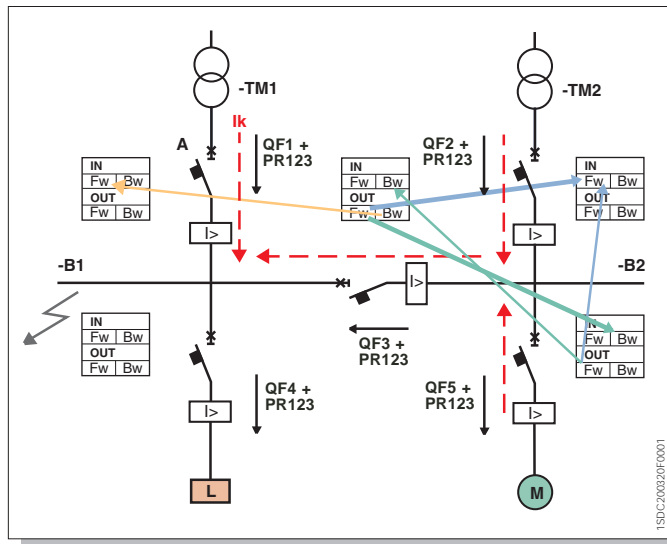 -TM1
-TM2
Ik
A
QF1 +
PR123
QF2 +
PR123
IN
Fw Bw
OUT
Fw Bw
IN
Fw Bw
OUT
Fw Bw
IN
Fw Bw
OUT
Fw Bw
I>
I>
-B1
I>
-B2
IN
Fw Bw
OUT
Fw Bw
IN
Fw Bw
OUT
Fw Bw
QF3 +
PR123
QF4 +
PR123
QF5 +
PR123
I>
I>
L
M
1SDC200320F0001